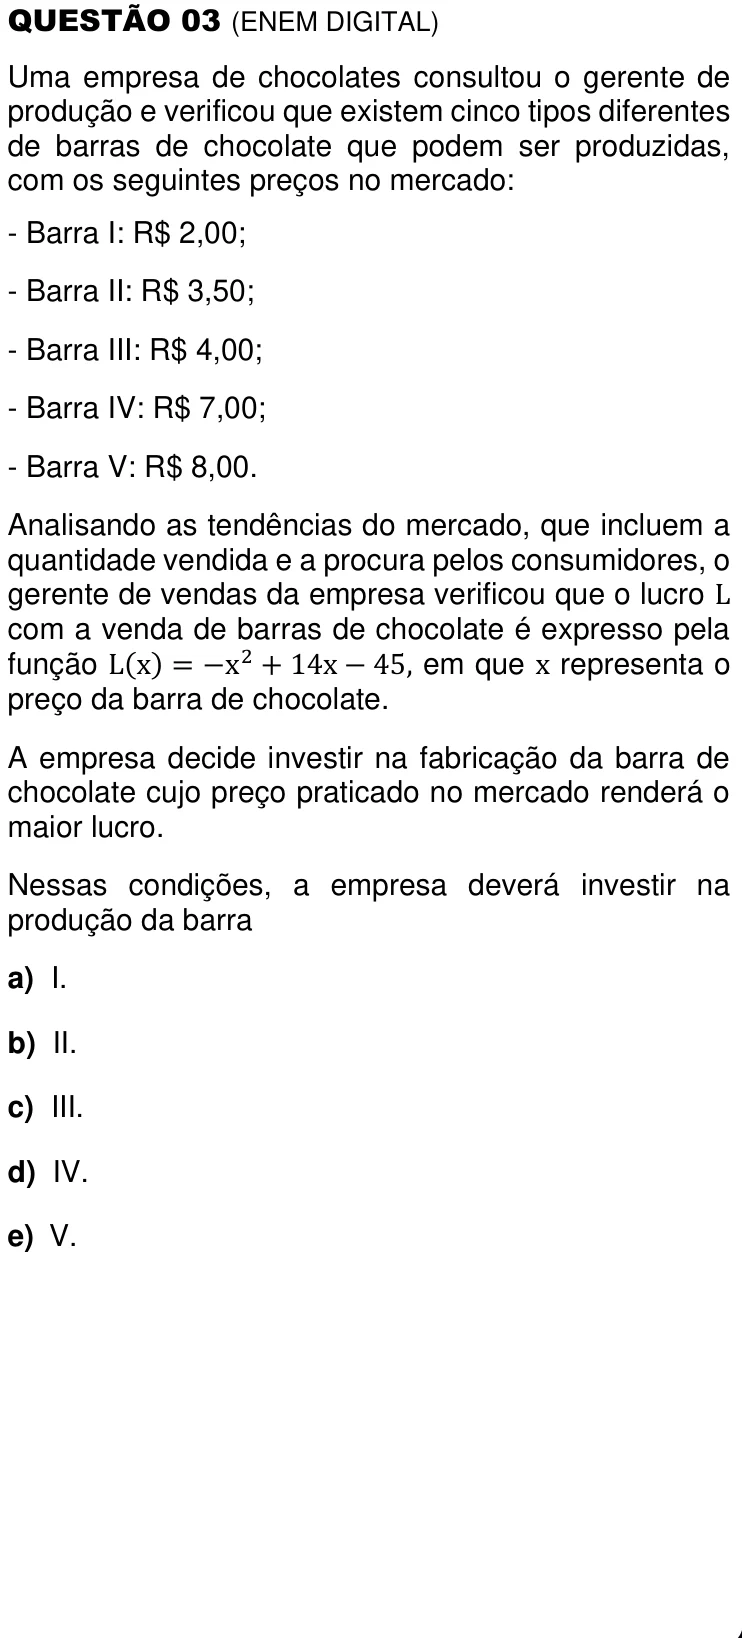 QUESTÃO 03 (ENEM DIGITAL)
Uma empresa de chocolates consultou o gerente de
produção e verificou que existem cinco tipos diferentes
de barras de chocolate que podem ser produzidas,
com os seguintes preços no mercado:
- Barra I: R$ 2,00;
- Barra II: R$ 3,50;
- Barra III: R$ 4,00;
- Barra IV: R$ 7,00;
- Barra V: R$ 8,00.
Analisando as tendências do mercado, que incluem a
quantidade vendida e a procura pelos consumidores, o
gerente de vendas da empresa verificou que o lucro L
com a venda de barras de chocolate é expresso pela
função L(x) = −x² + 14x − 45, em que x representa o
preço da barra de chocolate.
A empresa decide investir na fabricação da barra de
chocolate cujo preço praticado no mercado renderá o
maior lucro.
Nessas condições, a empresa deverá investir na
produção da barra
a) I.
b) II.
c) III.
d) IV.
e) V.